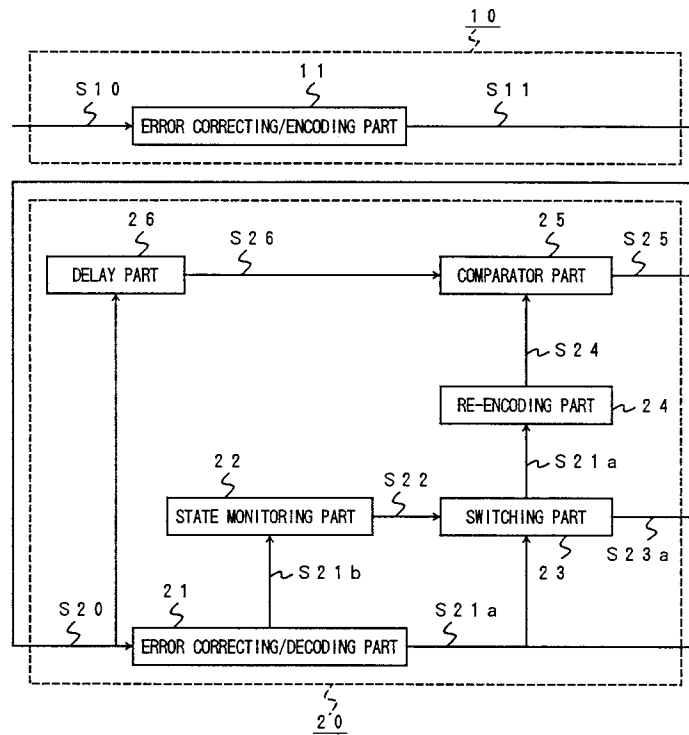 10
S10
11
S11
ERROR CORRECTING/ENCODING PART
26
S26
25
S25
DELAY PART
COMPARATOR PART
S24
RE-ENCODING PART
24
S21a
22
S22
STATE MONITORING PART
SWITCHING PART
S21b
23
S23a
S20
21
S21a
ERROR CORRECTING/DECODING PART
20